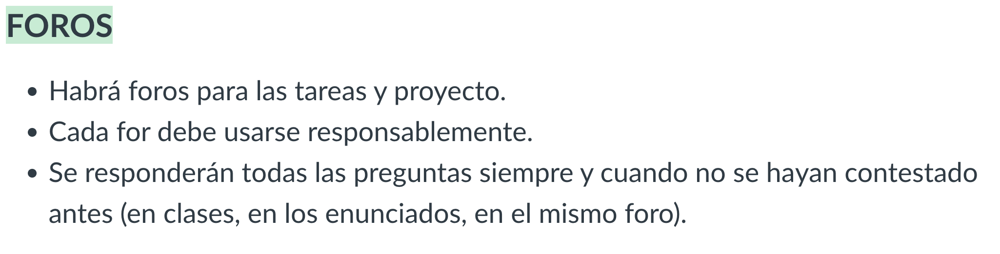 FOROS
• Habrá foros para las tareas y proyecto.
• Cada for debe usarse responsablemente.
• Se responderán todas las preguntas siempre y cuando no se hayan contestado
antes (en clases, en los enunciados, en el mismo foro).